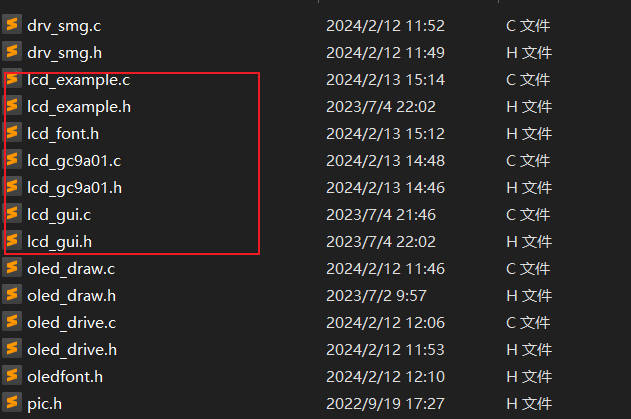 drv_smg.c 2024/2/12 11:52 C 文件
drv_smg.h 2024/2/12 11:49 H 文件
lcd_example.c 2024/2/13 15:14 C 文件
lcd_example.h 2023/7/4 22:02 H 文件
lcd_font.h 2024/2/13 15:12 H 文件
lcd_gc9a01.c 2024/2/13 14:48 C 文件
lcd_gc9a01.h 2024/2/13 14:46 H 文件
lcd_gui.c 2023/7/4 21:46 C 文件
lcd_gui.h 2023/7/4 22:02 H 文件
oled_draw.c 2024/2/12 11:46 C 文件
oled_draw.h 2023/7/2 9:57 H 文件
oled_drive.c 2024/2/12 12:06 C 文件
oled_drive.h 2024/2/12 11:53 H 文件
oledfont.h 2024/2/12 12:10 H 文件
pic.h 2022/9/19 17:27 H 文件